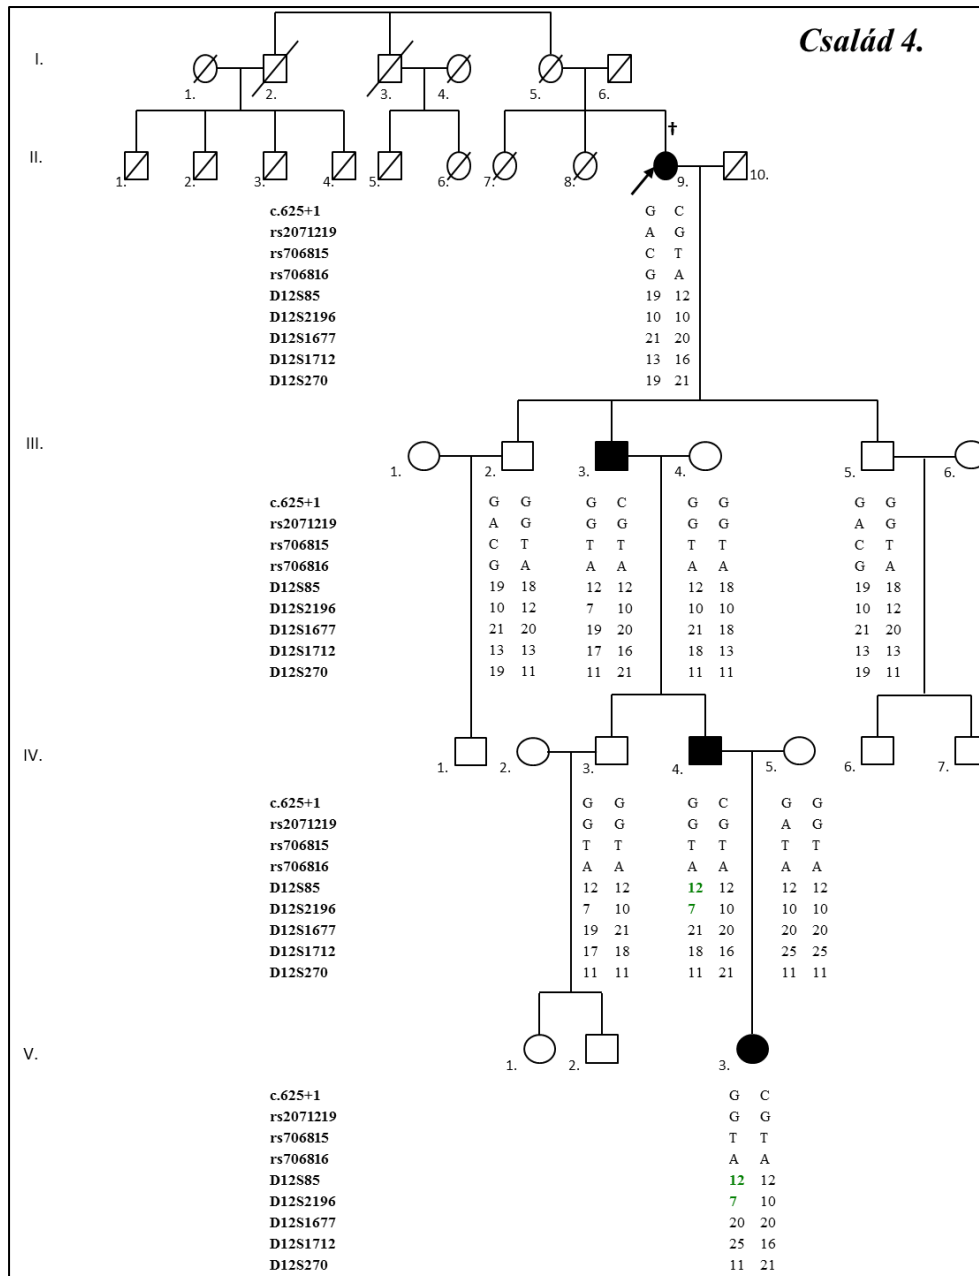 Család 4.
I.
1. 2. 3. 4. 5. 6.
†
II.
1. 2. 3. 4. 5. 6. 7. 8. 9. 10.
c.625+1 G C
rs2071219 A G
rs706815 C T
rs706816 G A
D12S85 19 12
D12S2196 10 10
D12S1677 21 20
D12S1712 13 16
D12S270 19 21
III.
1. 2. 3. 4. 5. 6.
c.625+1 G G G C G G G G
rs2071219 A G G G G G A G
rs706815 C T T T T T C T
rs706816 G A A A A A G A
D12S85 19 18 12 12 12 18 19 18
D12S2196 10 12 7 10 10 10 10 12
D12S1677 21 20 19 20 21 18 21 20
D12S1712 13 13 17 16 18 13 13 13
D12S270 19 11 11 21 11 11 19 11
IV.
1. 2. 3. 4. 5. 6. 7.
c.625+1 G G G C G G
rs2071219 G G G G A G
rs706815 T T T T T T
rs706816 A A A A A A
D12S85 12 12 12 12 12 12
D12S2196 7 10 7 10 10 10
D12S1677 19 21 21 20 20 20
D12S1712 17 18 18 16 25 25
D12S270 11 11 11 21 11 11
V.
1. 2. 3.
c.625+1 G C
rs2071219 G G
rs706815 T T
rs706816 A A
D12S85 12 12
D12S2196 7 10
D12S1677 20 20
D12S1712 25 16
D12S270 11 21